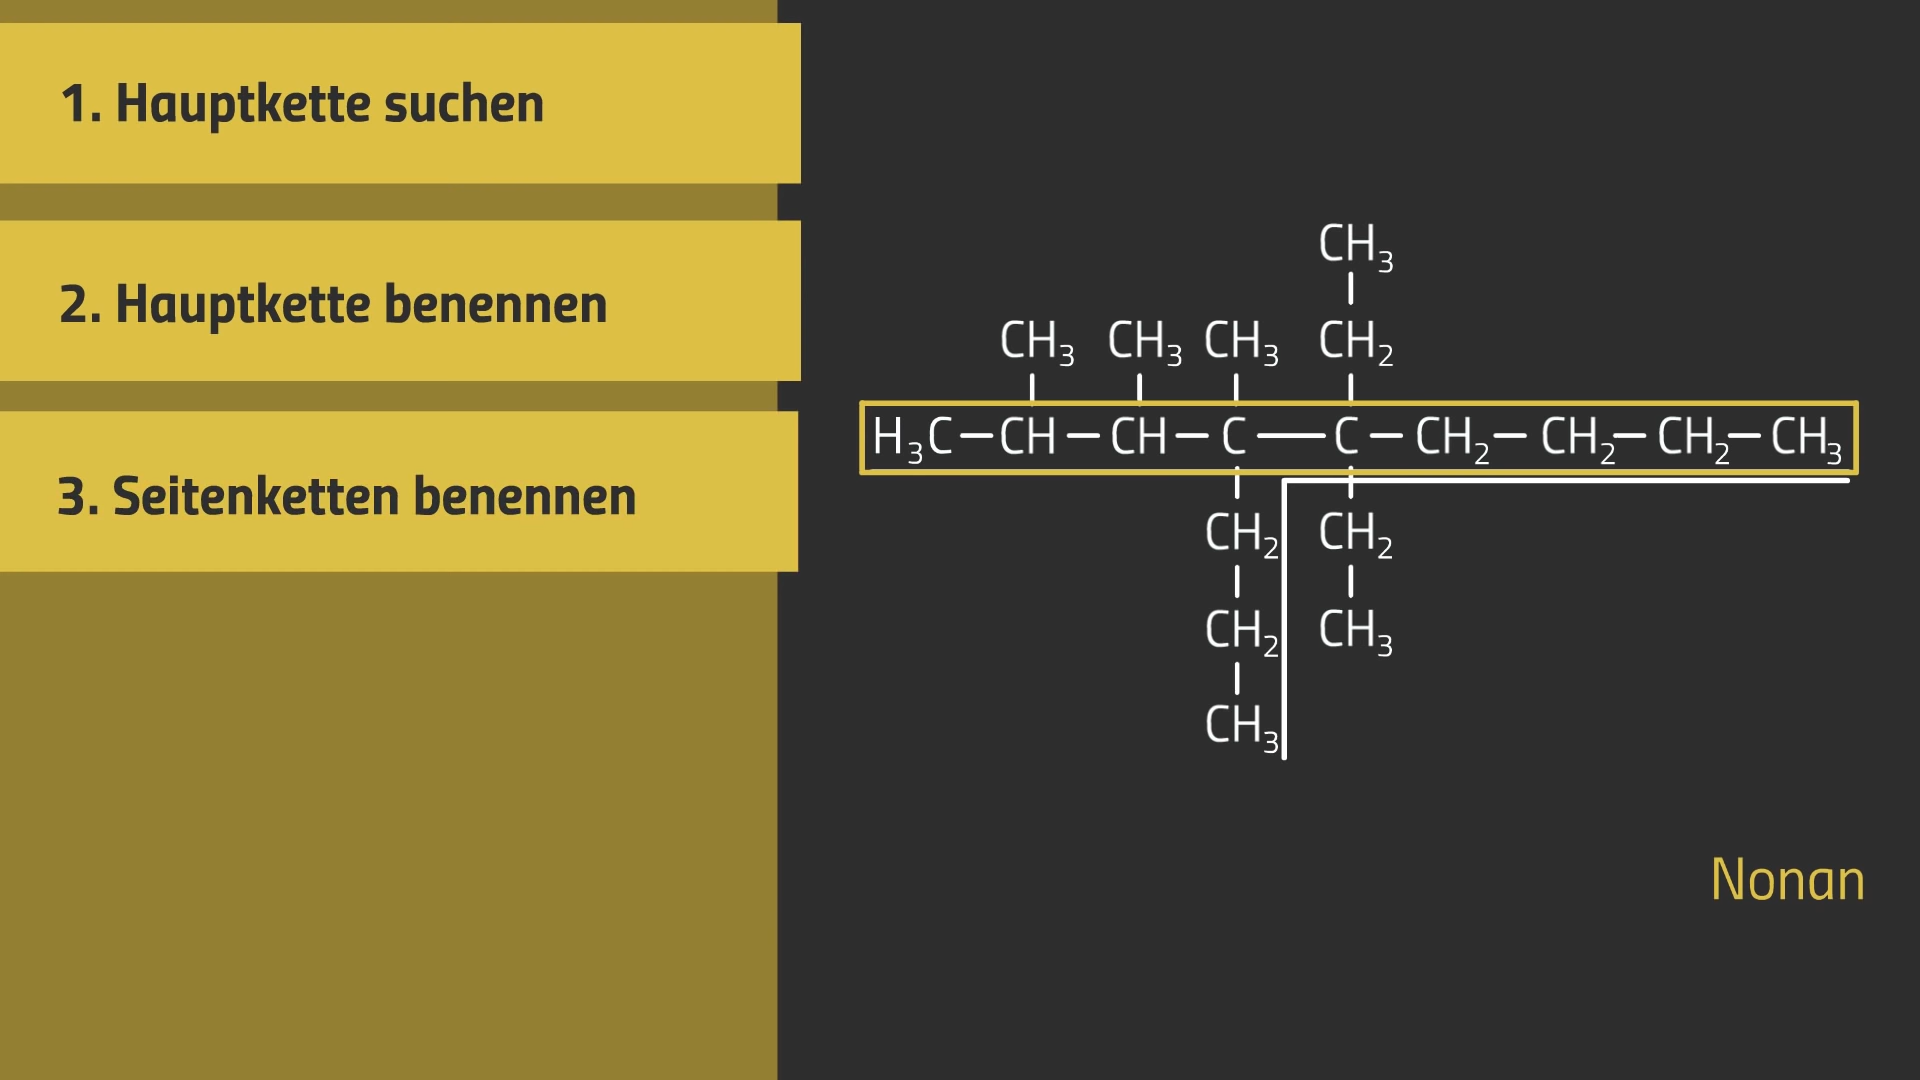 1. Hauptkette suchen
2. Hauptkette benennen
3. Seitenketten benennen
CH₃
CH₃ CH₃ CH₃ CH₂
H₃C–CH–CH–C–C–CH₂–CH₂–CH₂–CH₃
CH₂ CH₂
CH₂ CH₃
CH₃
Nonan